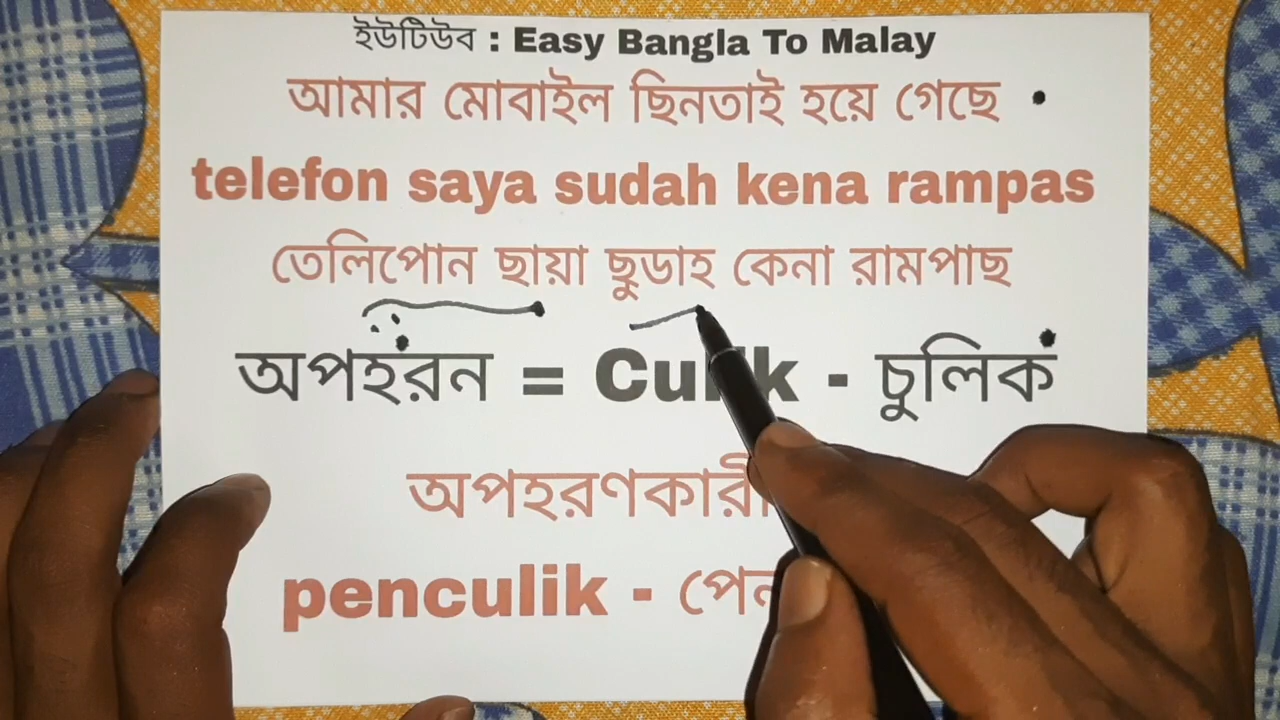 ইউটিউব : Easy Bangla To Malay
আমার মোবাইল ছিনতাই হয়ে গেছে
telefon saya sudah kena rampas
তেলিপোন ছায়া ছুডাহ কেনা রামপাছ
অপহরন = Culik - চুলিক
অপহরণকারী
penculik -